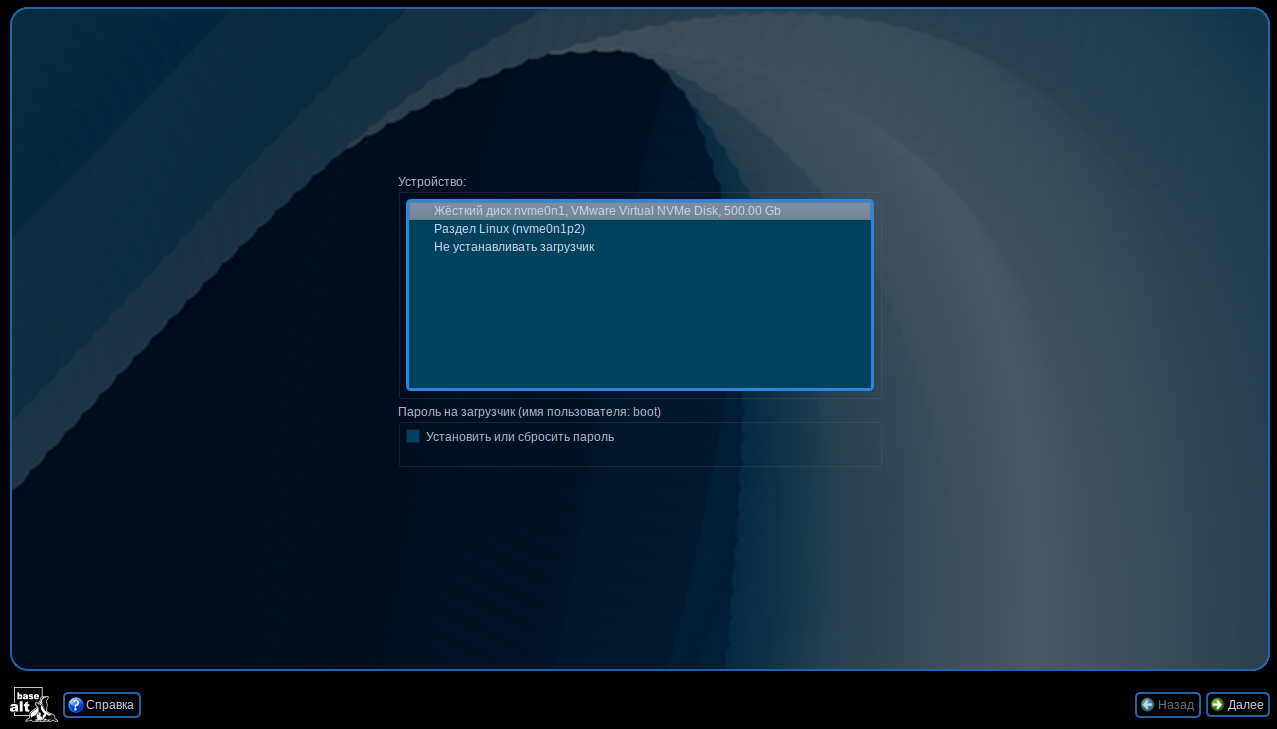 Устройство:
Жёсткий диск nvme0n1, VMware Virtual NVMe Disk, 500.00 Gb
Раздел Linux (nvme0n1p2)
Не устанавливать загрузчик
Пароль на загрузчик (имя пользователя: boot)
Установить или сбросить пароль
base
alt
Справка
Назад
Далее